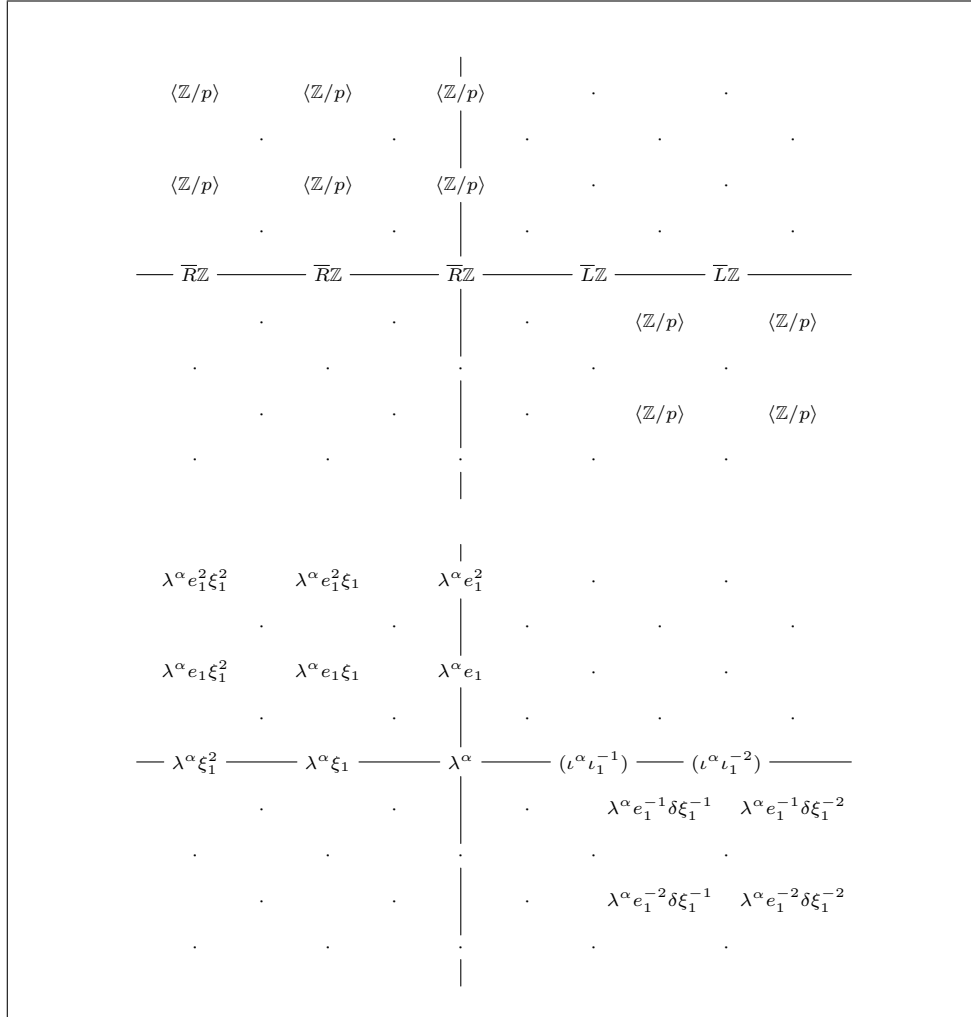 ⟨ℤ/p⟩ ⟨ℤ/p⟩ ⟨ℤ/p⟩ · ·
· · · · ·
⟨ℤ/p⟩ ⟨ℤ/p⟩ ⟨ℤ/p⟩ · ·
· · · · ·
R̅ℤ R̅ℤ R̅ℤ L̅ℤ L̅ℤ
· · · ⟨ℤ/p⟩ ⟨ℤ/p⟩
· · · · ·
· · · ⟨ℤ/p⟩ ⟨ℤ/p⟩
· · · · ·
λ^α e_1^2 ξ_1^2 λ^α e_1^2 ξ_1 λ^α e_1^2 · ·
· · · · ·
λ^α e_1 ξ_1^2 λ^α e_1 ξ_1 λ^α e_1 · ·
· · · · ·
λ^α ξ_1^2 λ^α ξ_1 λ^α (ι^α ι_1^{-1}) (ι^α ι_1^{-2})
· · · λ^α e_1^{-1} δξ_1^{-1} λ^α e_1^{-1} δξ_1^{-2}
· · · · ·
· · · λ^α e_1^{-2} δξ_1^{-1} λ^α e_1^{-2} δξ_1^{-2}
· · · · ·